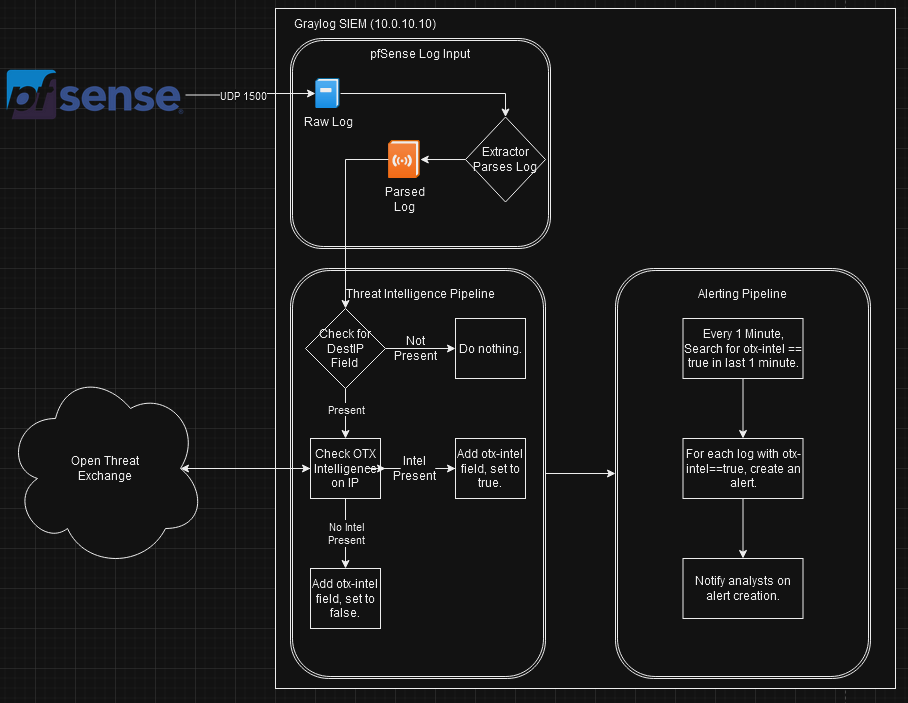 Graylog SIEM (10.0.10.10)
pfSense Log Input
pfsense
UDP 1500
Raw Log
Extractor
Parses Log
Parsed
Log
Threat Intelligence Pipeline
Check for
DestIP
Field
Not
Present
Do nothing.
Present
Open Threat
Exchange
Check OTX
Intelligence
on IP
Intel
Present
Add otx-intel
field, set to
true.
No Intel
Present
Add otx-intel
field, set to
false.
Alerting Pipeline
Every 1 Minute,
Search for otx-intel ==
true in last 1 minute.
For each log with otx-
intel==true, create an
alert.
Notify analysts on
alert creation.